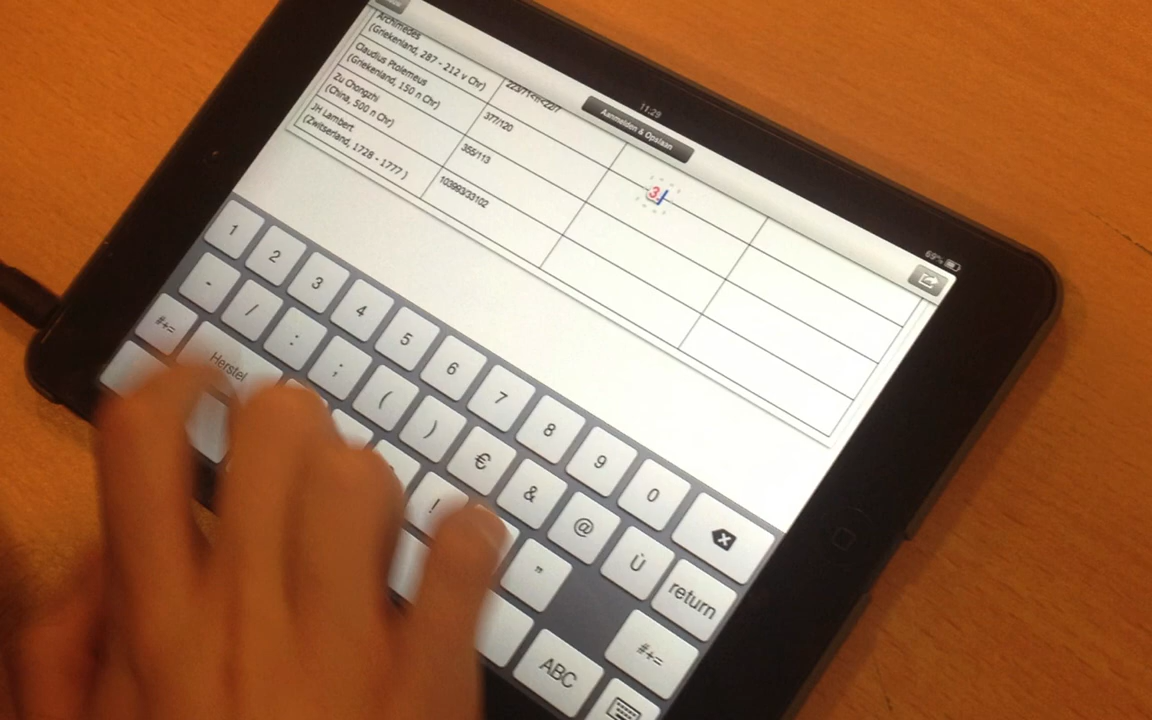 11:29
69%
Aanmelden & Opslaan
Archimedes
(Griekenland, 287 - 212 v Chr)
223/71<π<22/7
Claudius Ptolemeus
(Griekenland, 150 n Chr)
377/120
3.
Zu Chongzhi
(China, 500 n Chr)
355/113
JH Lambert
(Zwitserland, 1728 - 1777 )
103993/33102
1 2 3 4 5 6 7 8 9 0
- / : ; ( ) € & @ Ù return
#+= Herstel ! " #+=
ABC